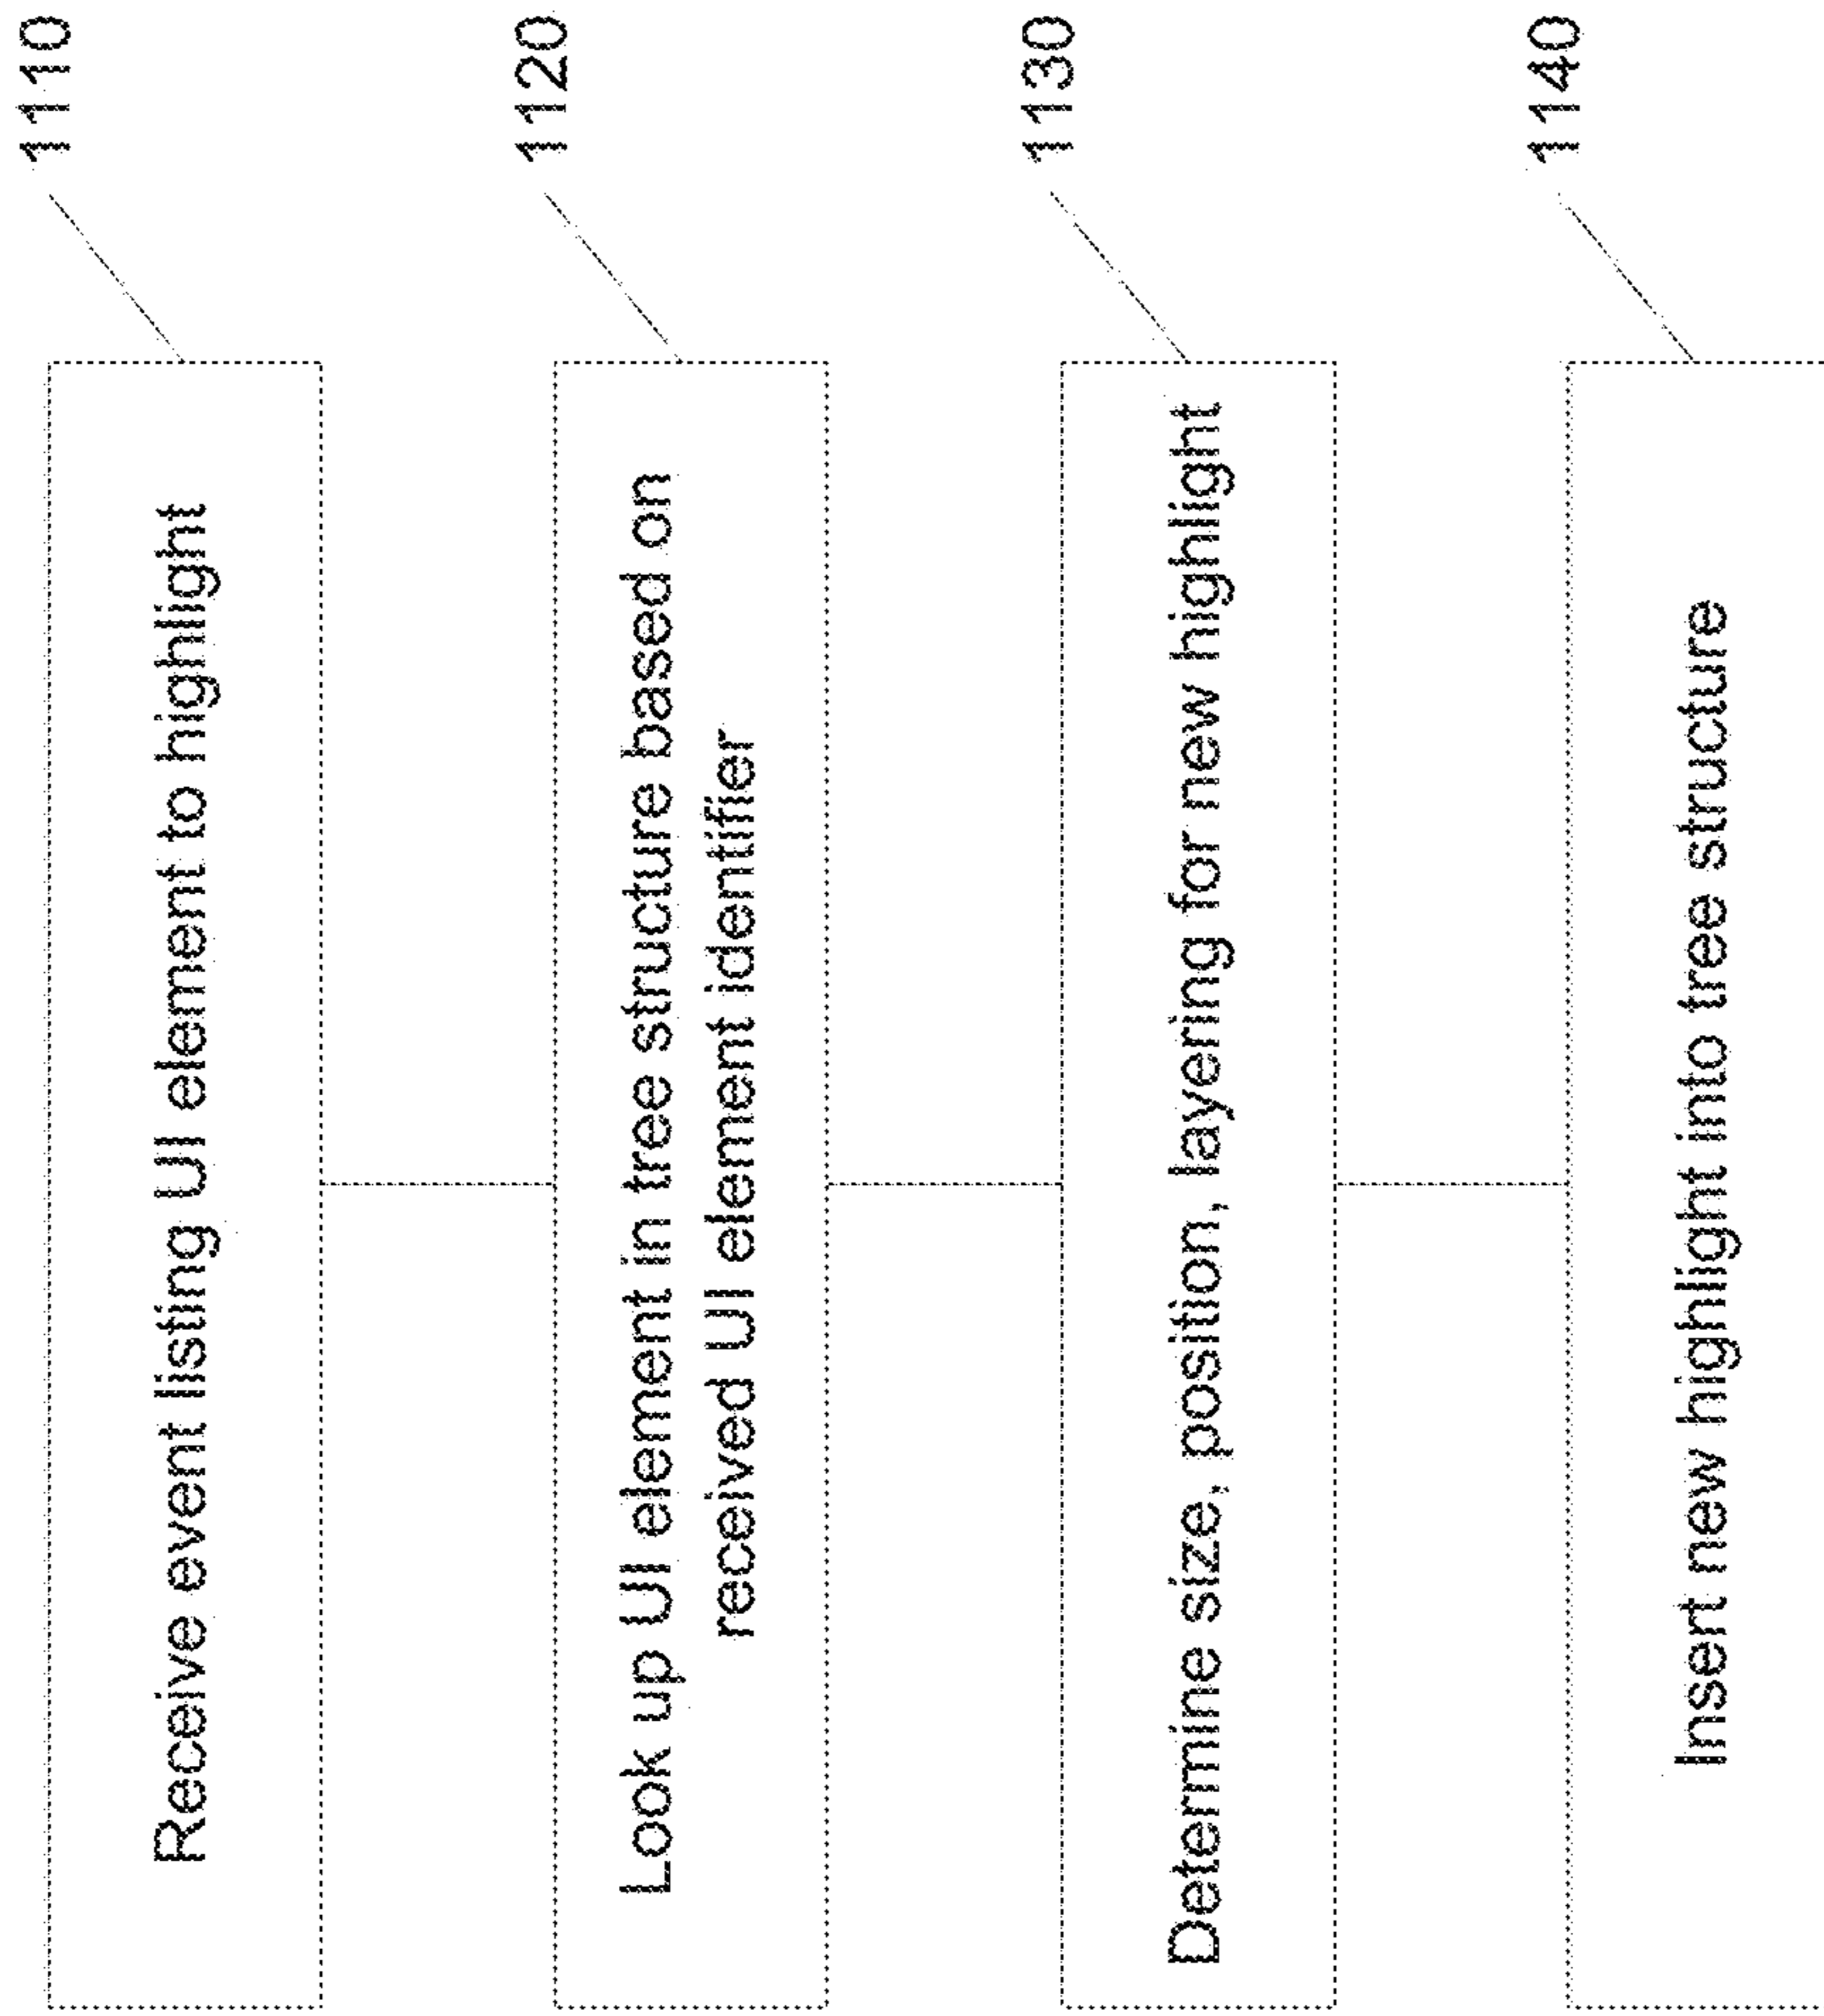 1110
Receive event listing UI element to highlight
1120
Look up UI element in tree structure based on
received UI element identifier
1130
Determine size, position, layering for new highlight
1140
Insert new highlight into tree structure